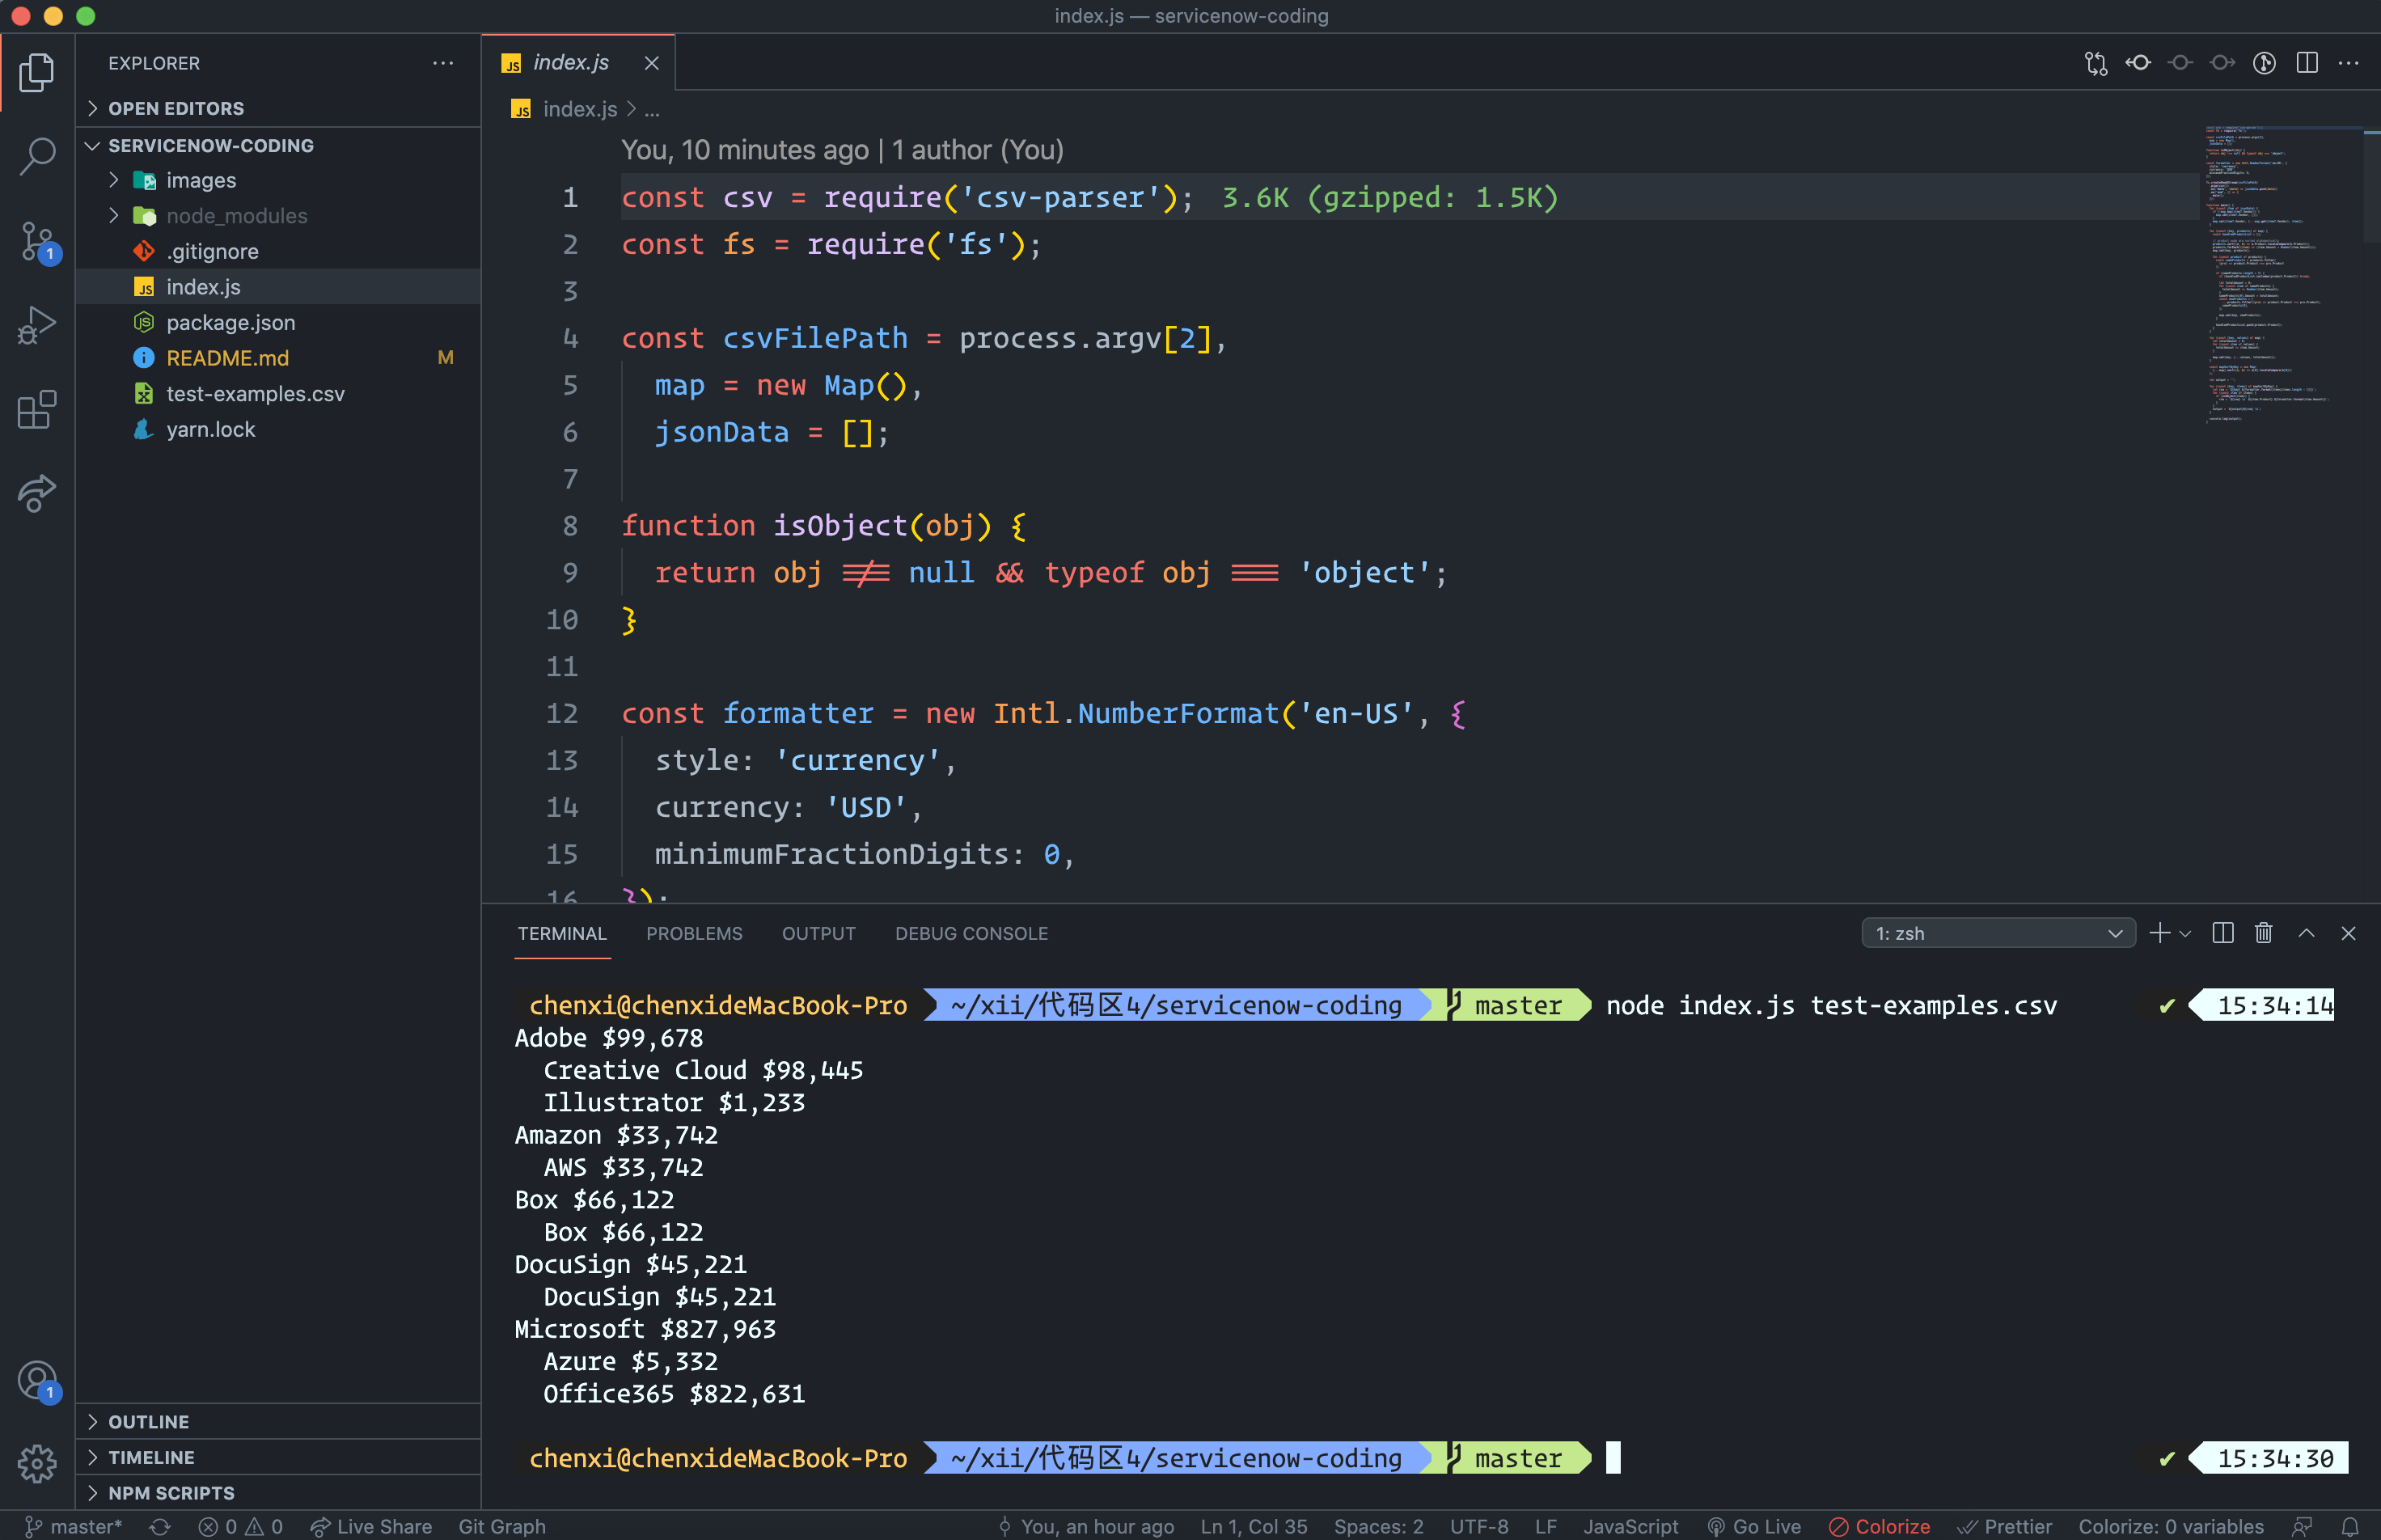 index.js — servicenow-coding
EXPLORER
OPEN EDITORS
SERVICENOW-CODING
images
node_modules
.gitignore
index.js
package.json
README.md M
test-examples.csv
yarn.lock
OUTLINE
TIMELINE
NPM SCRIPTS
1
1
JS index.js
JS index.js > ...
You, 10 minutes ago | 1 author (You)
1 const csv = require('csv-parser'); 3.6K (gzipped: 1.5K)
2 const fs = require('fs');
3
4 const csvFilePath = process.argv[2],
5 map = new Map(),
6 jsonData = [];
7
8 function isObject(obj) {
9 return obj !== null && typeof obj === 'object';
10 }
11
12 const formatter = new Intl.NumberFormat('en-US', {
13 style: 'currency',
14 currency: 'USD',
15 minimumFractionDigits: 0,
16 });
TERMINAL PROBLEMS OUTPUT DEBUG CONSOLE 1: zsh
chenxi@chenxideMacBook-Pro ~/xii/代码区4/servicenow-coding master node index.js test-examples.csv ✔ 15:34:14
Adobe $99,678
Creative Cloud $98,445
Illustrator $1,233
Amazon $33,742
AWS $33,742
Box $66,122
Box $66,122
DocuSign $45,221
DocuSign $45,221
Microsoft $827,963
Azure $5,332
Office365 $822,631
chenxi@chenxideMacBook-Pro ~/xii/代码区4/servicenow-coding master ✔ 15:34:30
master* 0 0 Live Share Git Graph You, an hour ago Ln 1, Col 35 Spaces: 2 UTF-8 LF JavaScript Go Live Colorize Prettier Colorize: 0 variables